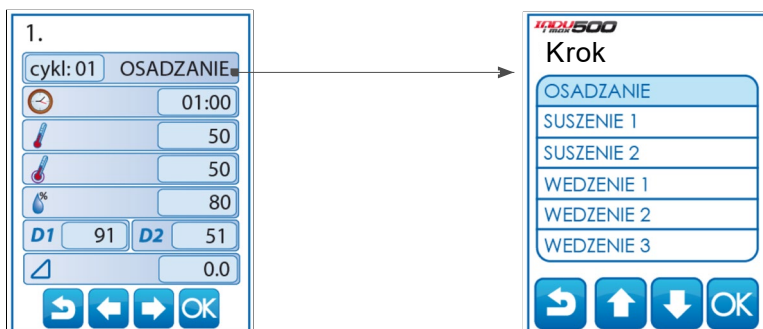 1.
cykl: 01 OSADZANIE
01:00
50
50
% 80
D1 91 D2 51
0.0
OK
INDU i max 500
Krok
OSADZANIE
SUSZENIE 1
SUSZENIE 2
WEDZENIE 1
WEDZENIE 2
WEDZENIE 3
OK